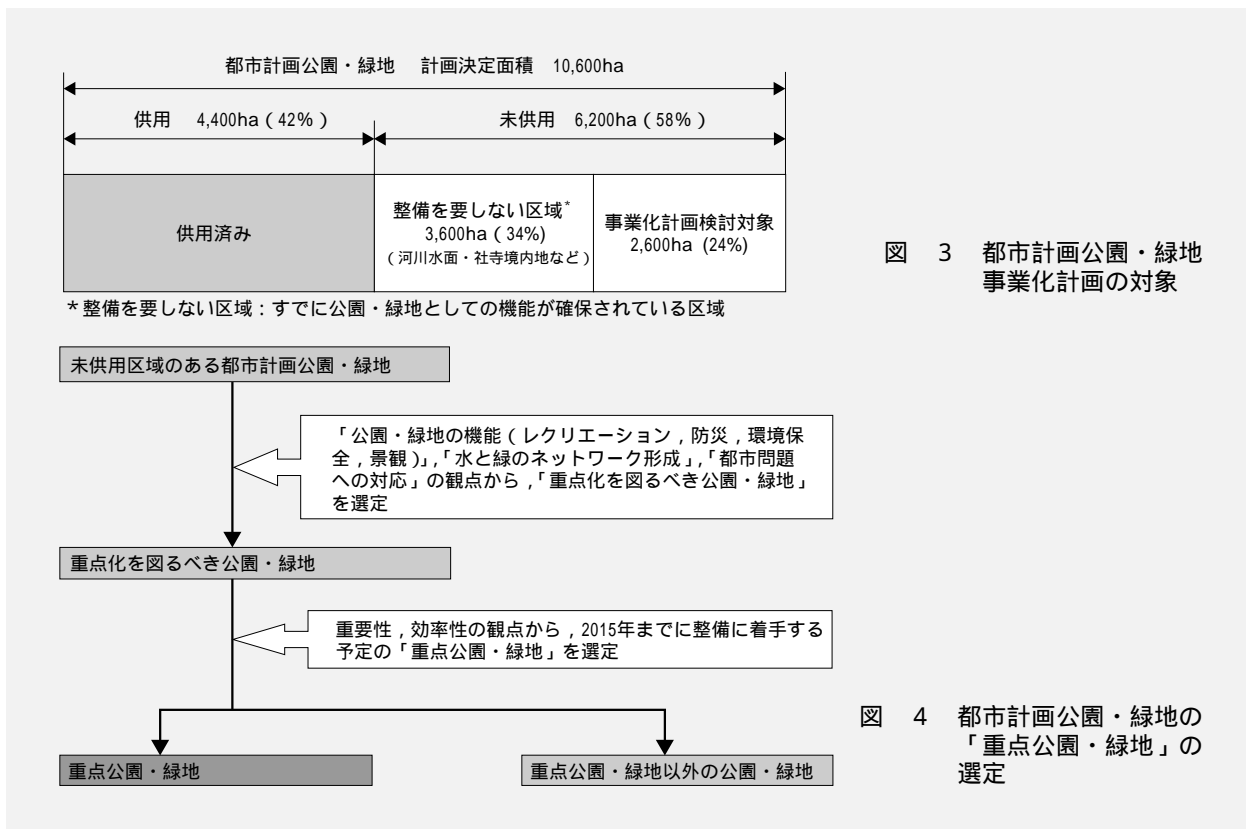 都市計画公園・緑地　計画決定面積　10,600ha
供用　4,400ha（42%）
未供用　6,200ha（58%）
供用済み
整備を要しない区域*
3,600ha（34%）
（河川水面・社寺境内地など）
事業化計画検討対象
2,600ha (24%)
*整備を要しない区域：すでに公園・緑地としての機能が確保されている区域
図　3　都市計画公園・緑地
事業化計画の対象
未供用区域のある都市計画公園・緑地
「公園・緑地の機能（レクリエーション，防災，環境保
全，景観）」，「水と緑のネットワーク形成」，「都市問題
への対応」の観点から，「重点化を図るべき公園・緑地」
を選定
重点化を図るべき公園・緑地
重要性，効率性の観点から，2015年までに整備に着手する
予定の「重点公園・緑地」を選定
重点公園・緑地
重点公園・緑地以外の公園・緑地
図　4　都市計画公園・緑地の
「重点公園・緑地」の
選定